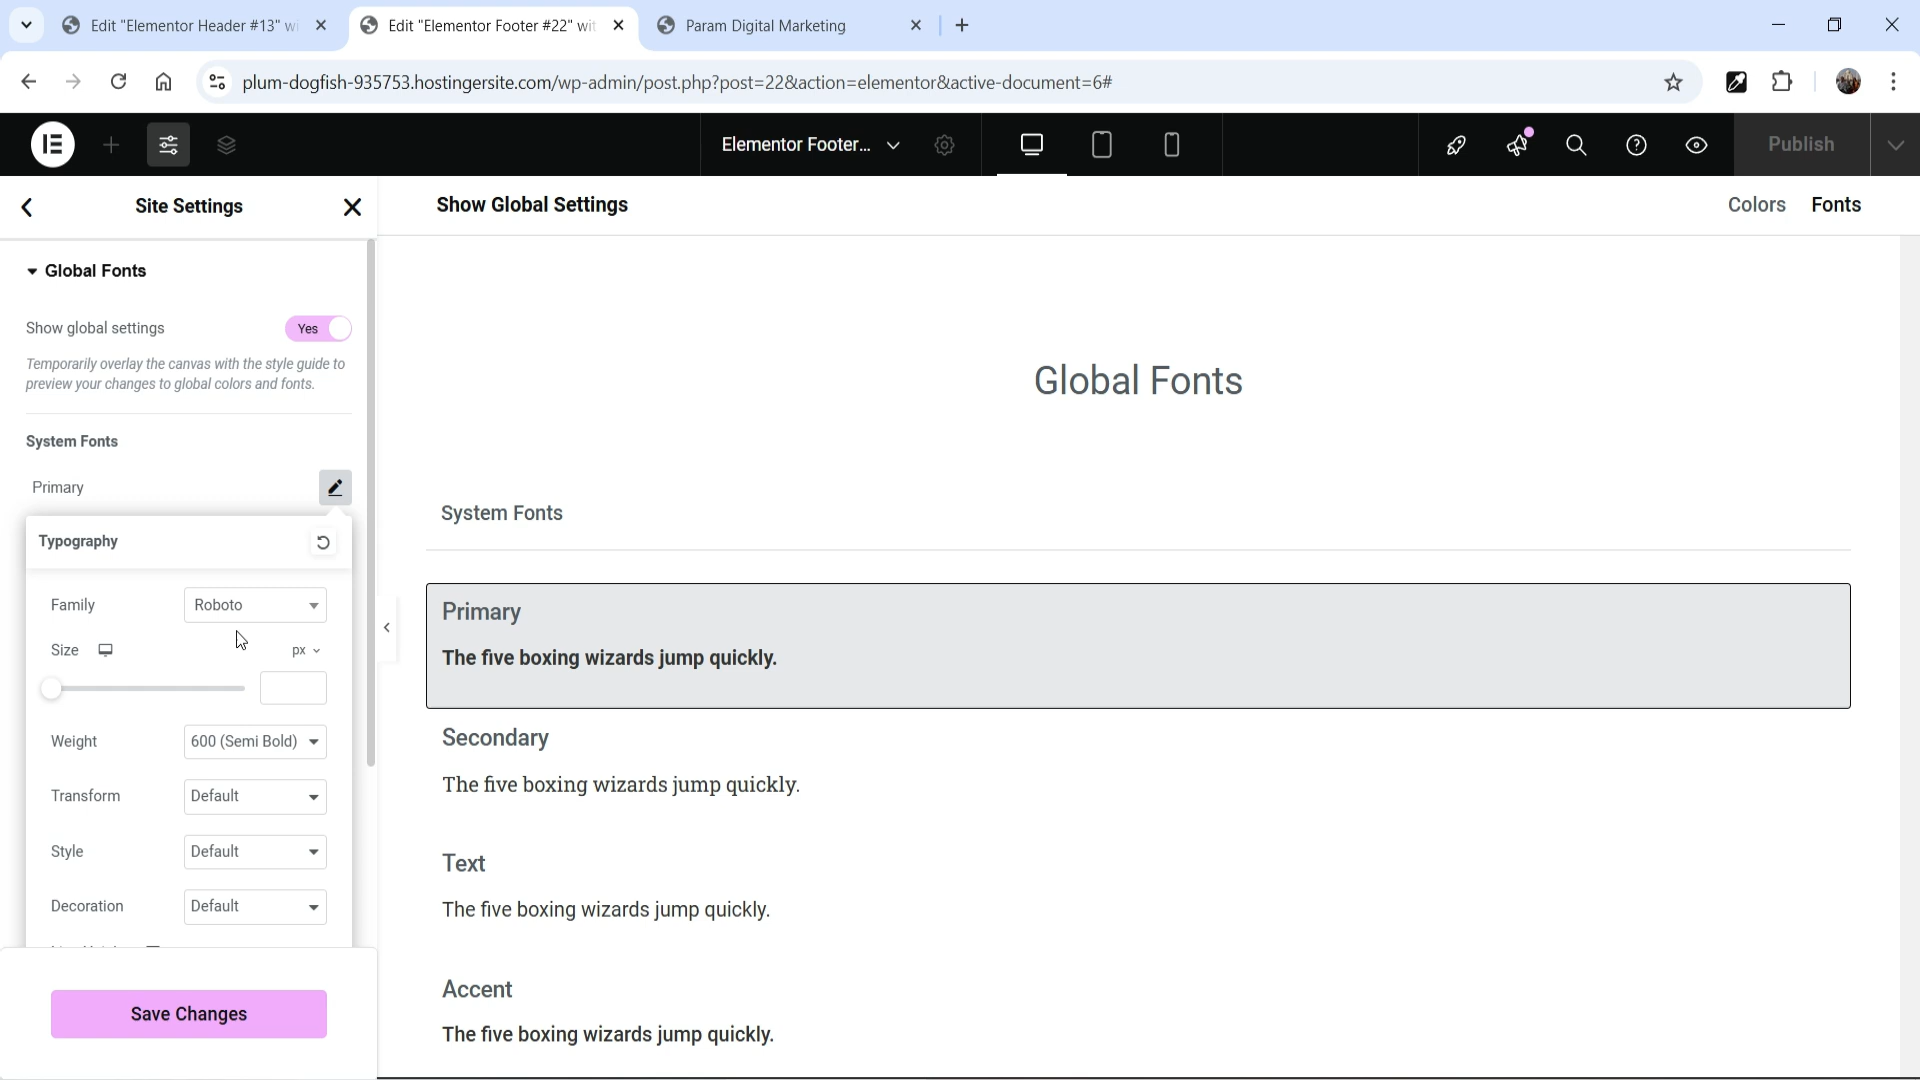 Edit "Elementor Header #13" wi
Edit "Elementor Footer #22" wit
Param Digital Marketing
plum-dogfish-935753.hostingersite.com/wp-admin/post.php?post=22&action=elementor&active-document=6#
Elementor Footer...
Publish
Site Settings
Show Global Settings
Colors
Fonts
Global Fonts
Show global settings
Yes
Temporarily overlay the canvas with the style guide to
preview your changes to global colors and fonts.
System Fonts
Primary
Typography
Family
Roboto
Size
px
Weight
600 (Semi Bold)
Transform
Default
Style
Default
Decoration
Default
Save Changes
Global Fonts
System Fonts
Primary
The five boxing wizards jump quickly.
Secondary
The five boxing wizards jump quickly.
Text
The five boxing wizards jump quickly.
Accent
The five boxing wizards jump quickly.